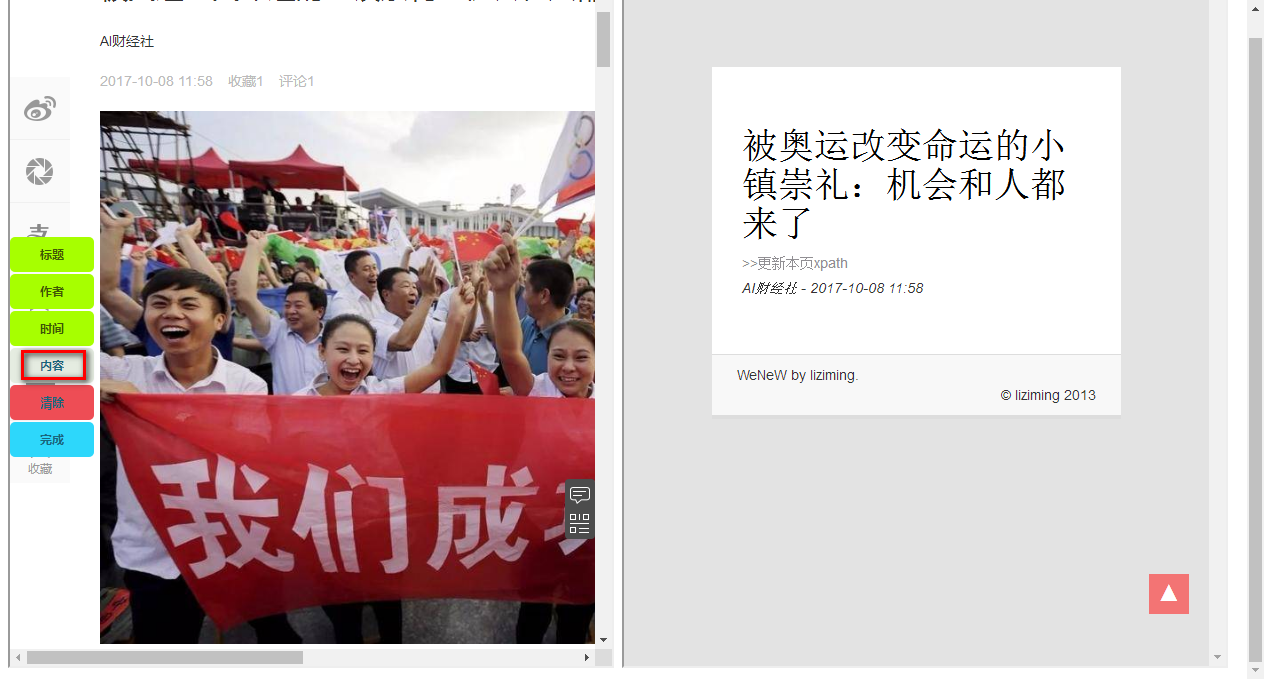 AI财经社
2017-10-08 11:58 收藏1 评论1
支
标题
作者
时间
内容
清除
完成
收藏
我们成
被奥运改变命运的小
镇崇礼：机会和人都
来了
>>更新本页xpath
AI财经社 - 2017-10-08 11:58
WeNeW by liziming.
© liziming 2013